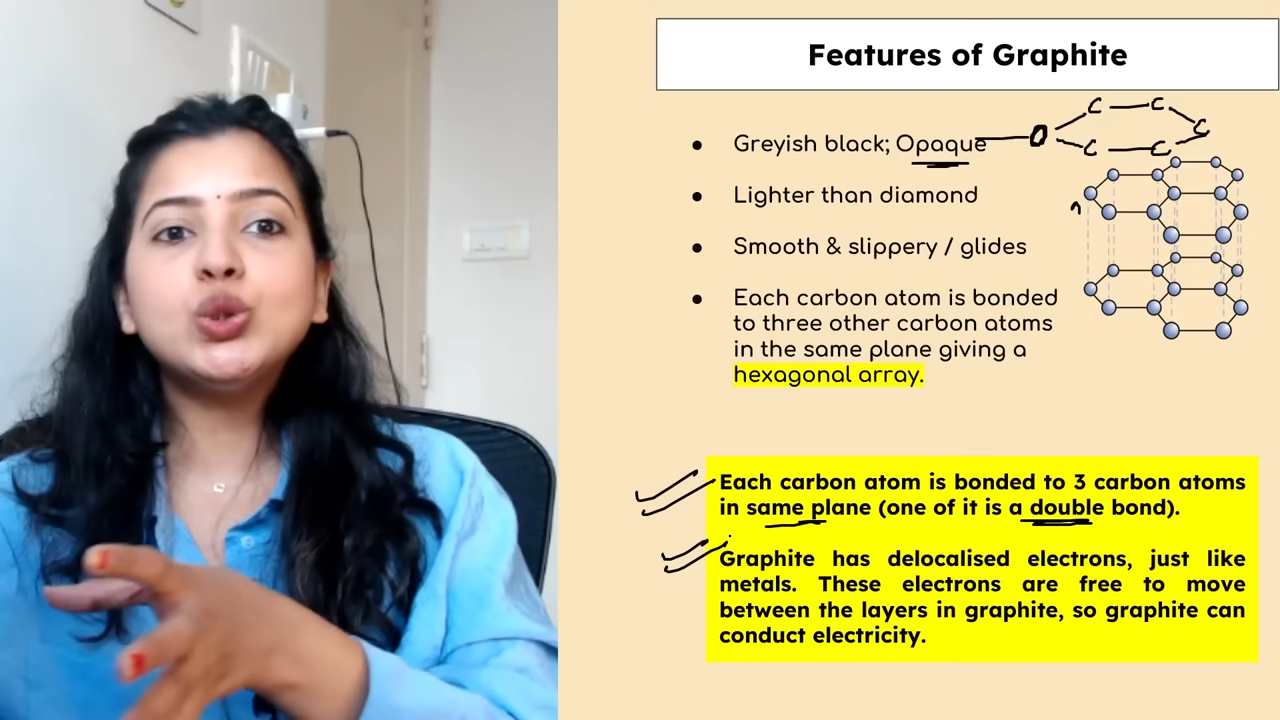 Features of Graphite
C — C
Greyish black; Opaque
C
C — C
Lighter than diamond
Smooth & slippery / glides
Each carbon atom is bonded
to three other carbon atoms
in the same plane giving a
hexagonal array.
Each carbon atom is bonded to 3 carbon atoms
in same plane (one of it is a double bond).
Graphite has delocalised electrons, just like
metals. These electrons are free to move
between the layers in graphite, so graphite can
conduct electricity.